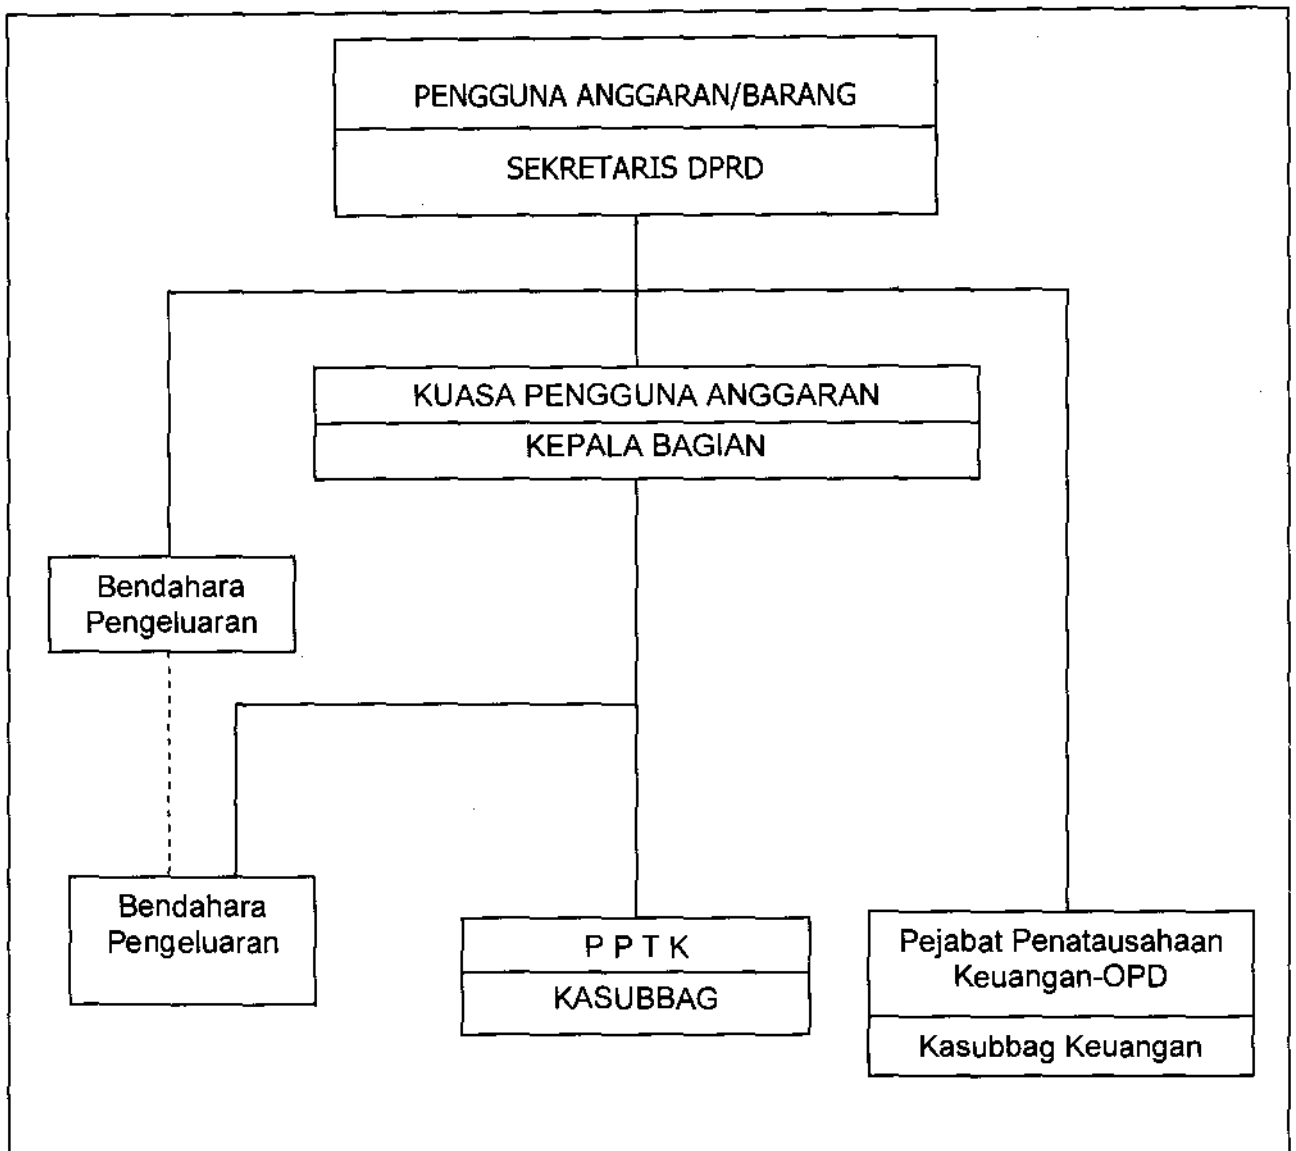 PENGGUNA ANGGARAN/BARANG
SEKRETARIS DPRD
KUASA PENGGUNA ANGGARAN
KEPALA BAGIAN
Bendahara
Pengeluaran
Bendahara
Pengeluaran
P P T K
KASUBBAG
Pejabat Penatausahaan
Keuangan-OPD
Kasubbag Keuangan